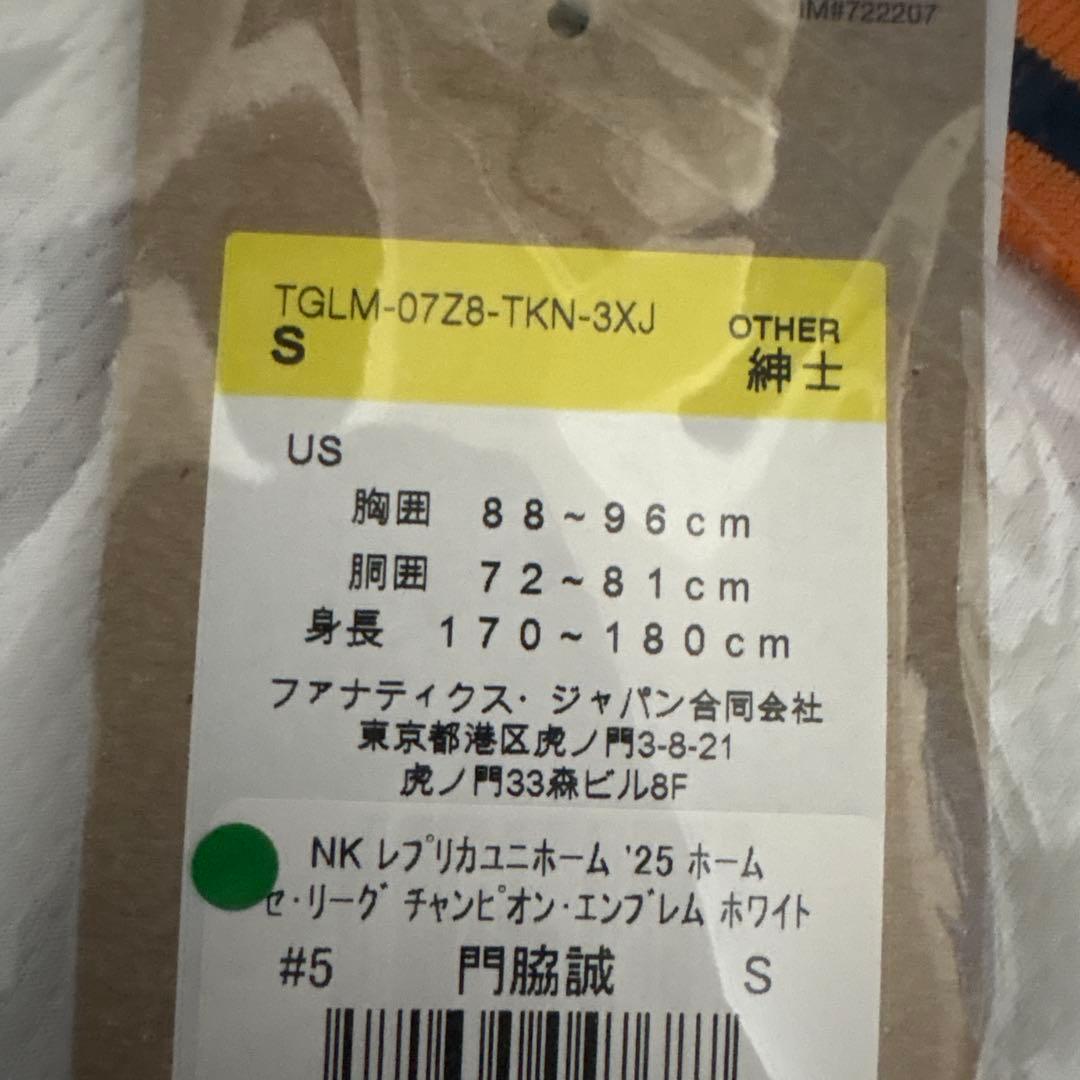 IM#722207
TGLM-07Z8-TKN-3XJ
S
OTHER
紳士
US
胸囲 88~96cm
胴囲 72~81cm
身長 170~180cm
ファナティクス・ジャパン合同会社
東京都港区虎ノ門3-8-21
虎ノ門33森ビル8F
NK レプリカユニホーム '25 ホーム
セ・リーグ チャンピオン・エンブレム ホワイト
#5 門脇誠 S